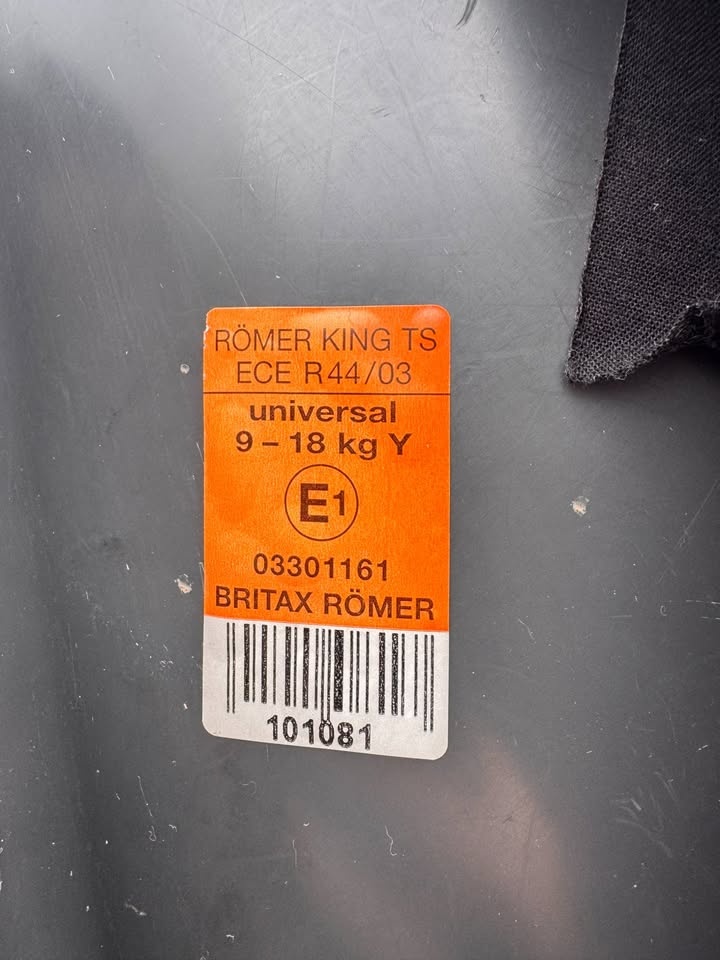 RÖMER KING TS
ECE R44/03
universal
9 – 18 kg Y
E1
03301161
BRITAX RÖMER
101081